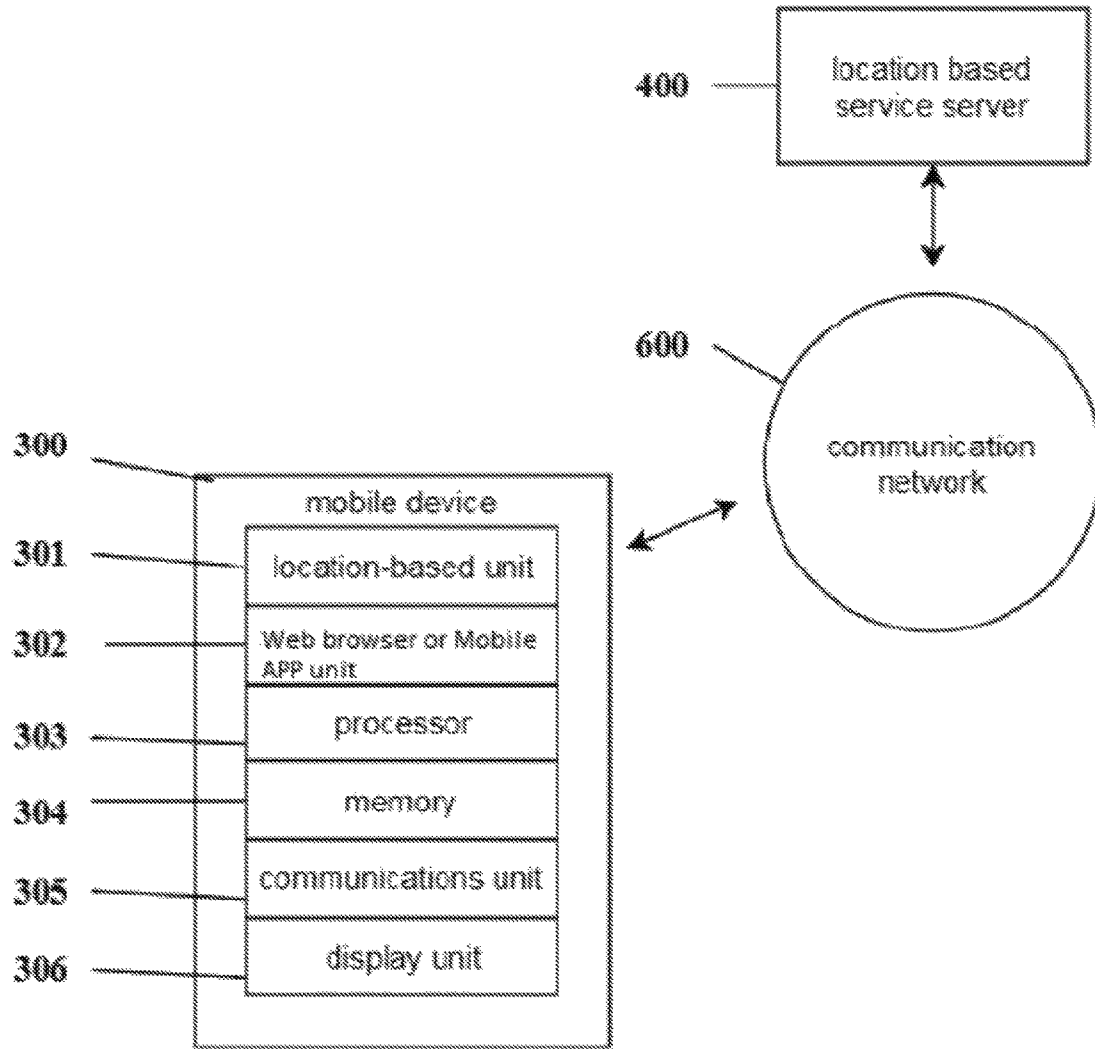 400
location based
service server
600
communication
network
300
mobile device
301
location-based unit
302
Web browser or Mobile
APP unit
303
processor
304
memory
305
communications unit
306
display unit